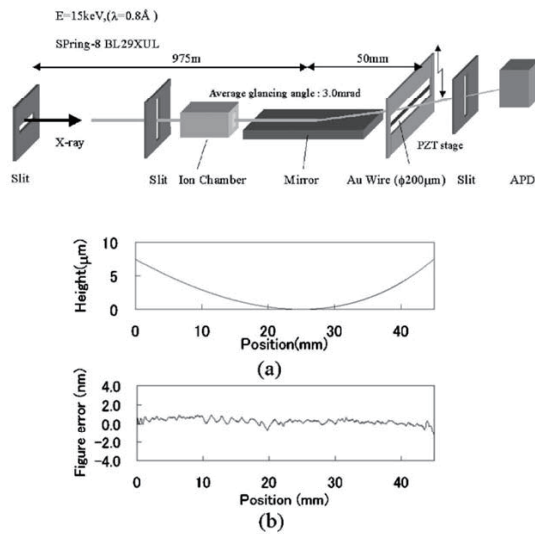 E=15keV,(λ=0.8Å )
SPring-8 BL29XUL
975m
50mm
Average glancing angle : 3.0mrad
X-ray
PZT stage
Slit
Slit
Ion Chamber
Mirror
Au Wire (ϕ200μm)
Slit
APD
Height(μm)
10
5
0
0
10
20
30
40
Position(mm)
(a)
Figure error (nm)
4.0
2.0
0.0
-2.0
-4.0
0
10
20
30
40
Position (mm)
(b)